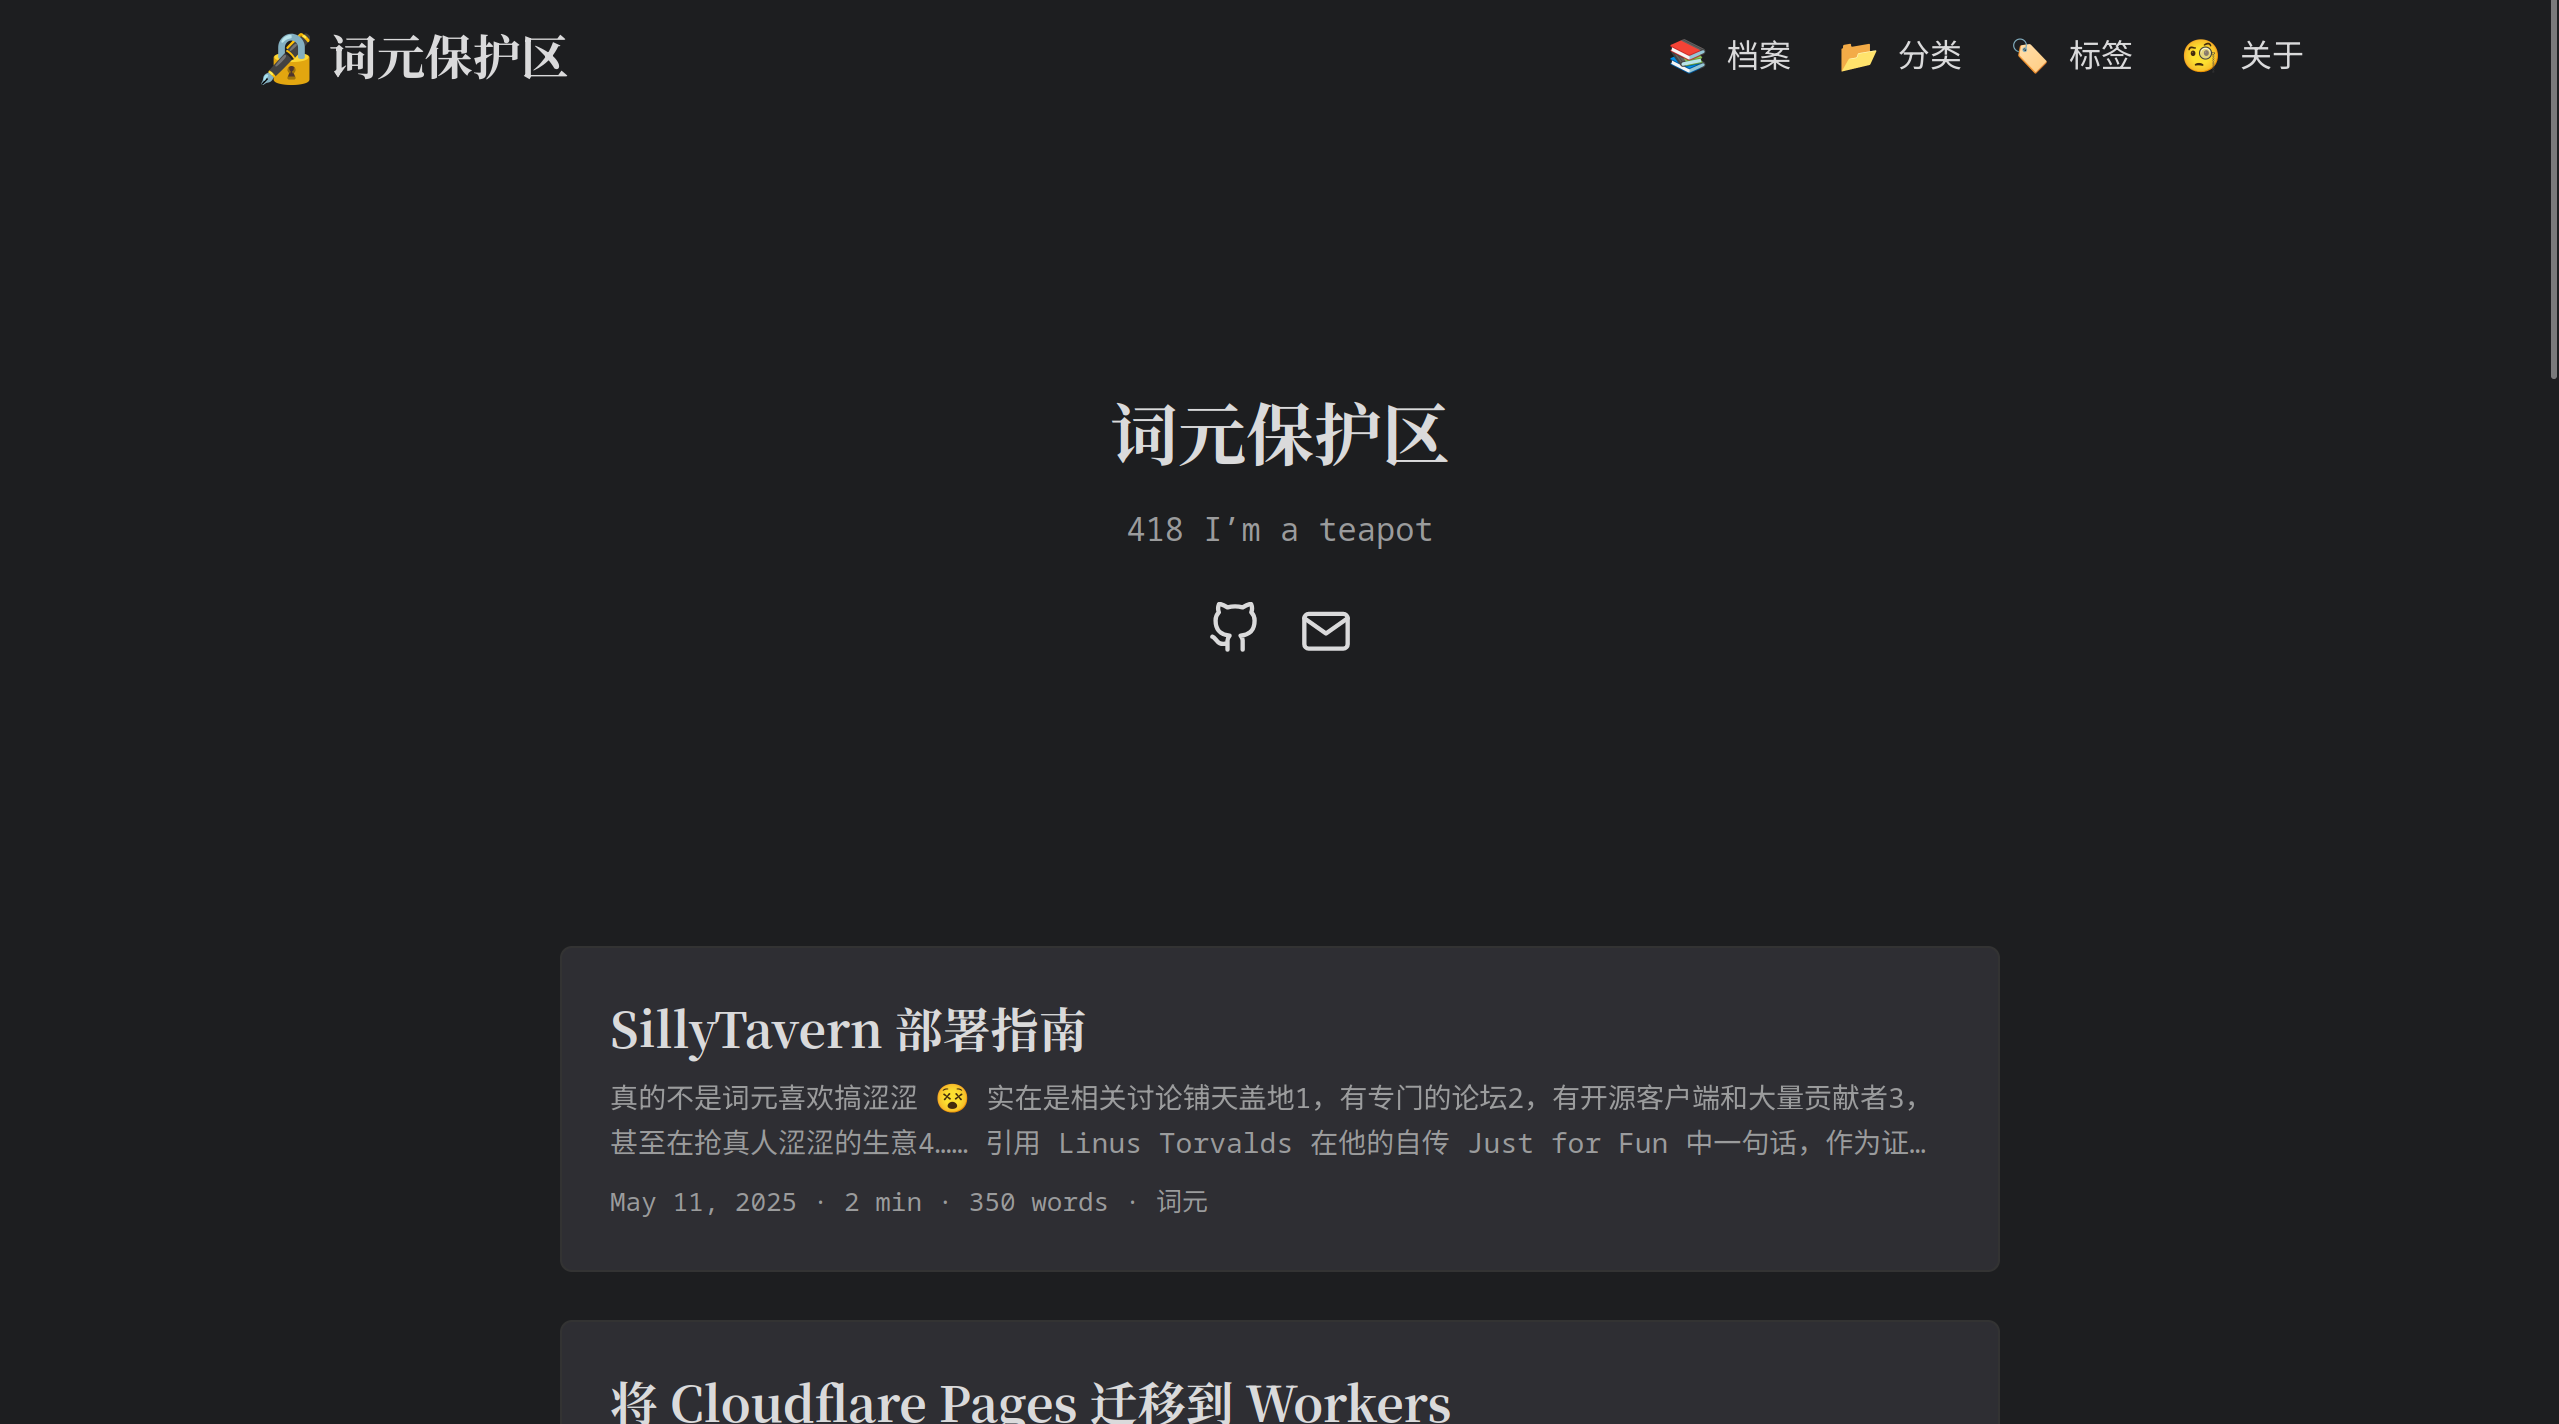 🔏 词元保护区
📚 档案 📂 分类 🏷️ 标签 🧐 关于
词元保护区
418 I’m a teapot
SillyTavern 部署指南
真的不是词元喜欢搞涩涩 😵 实在是相关讨论铺天盖地1，有专门的论坛2，有开源客户端和大量贡献者3，
甚至在抢真人涩涩的生意4…… 引用 Linus Torvalds 在他的自传 Just for Fun 中一句话，作为证…
May 11, 2025 · 2 min · 350 words · 词元
将 Cloudflare Pages 迁移到 Workers